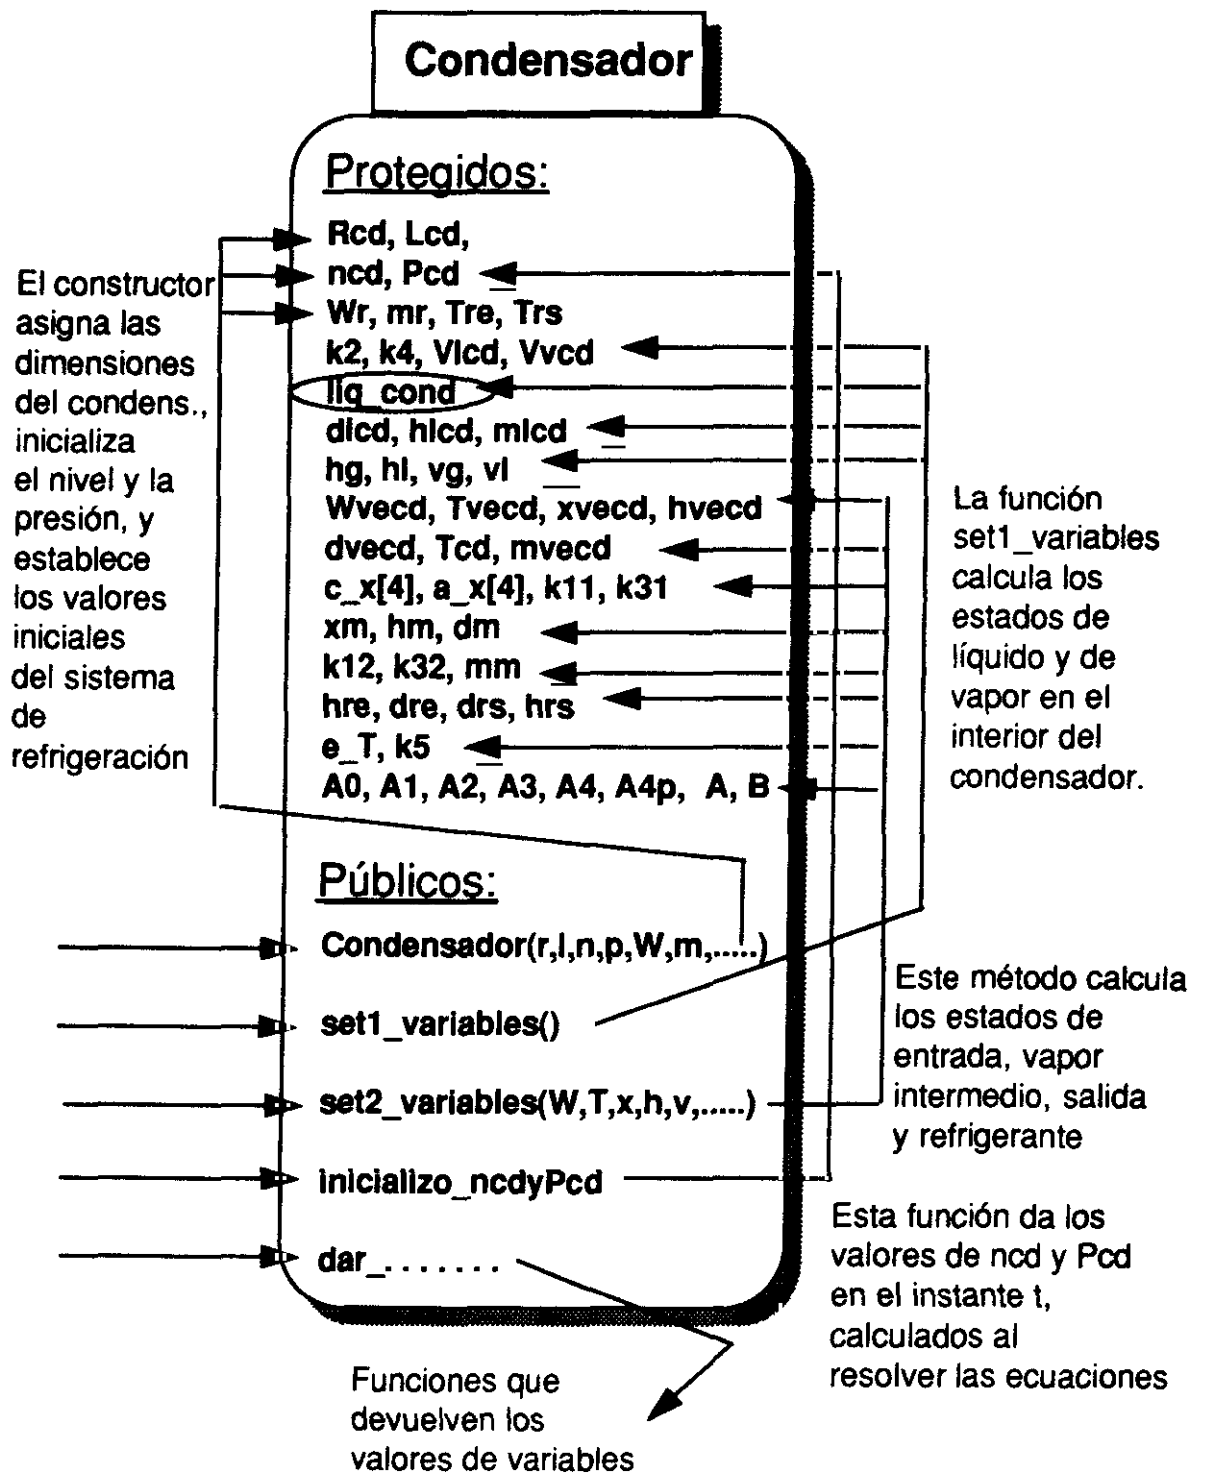 Condensador
Protegidos:
Rcd, Lcd,
ncd, Pcd
Wr, mr, Tre, Trs
k2, k4, Vlcd, Vvcd
liq_cond
dlcd, hlcd, mlcd
hg, hl, vg, vl
Wvecd, Tvecd, xvecd, hvecd
dvecd, Tcd, mvecd
c_x[4], a_x[4], k11, k31
xm, hm, dm
k12, k32, mm
hre, dre, drs, hrs
e_T, k5
A0, A1, A2, A3, A4, A4p, A, B
Públicos:
Condensador(r,l,n,p,W,m,.....)
set1_variables()
set2_variables(W,T,x,h,v,.....)
inicializo_ncdyPcd
dar_.......
El constructor
asigna las
dimensiones
del condens.,
inicializa
el nivel y la
presión, y
establece
los valores
iniciales
del sistema
de
refrigeración
La función
set1_variables
calcula los
estados de
líquido y de
vapor en el
interior del
condensador.
Este método calcula
los estados de
entrada, vapor
intermedio, salida
y refrigerante
Esta función da los
valores de ncd y Pcd
en el instante t,
calculados al
resolver las ecuaciones
Funciones que
devuelven los
valores de variables